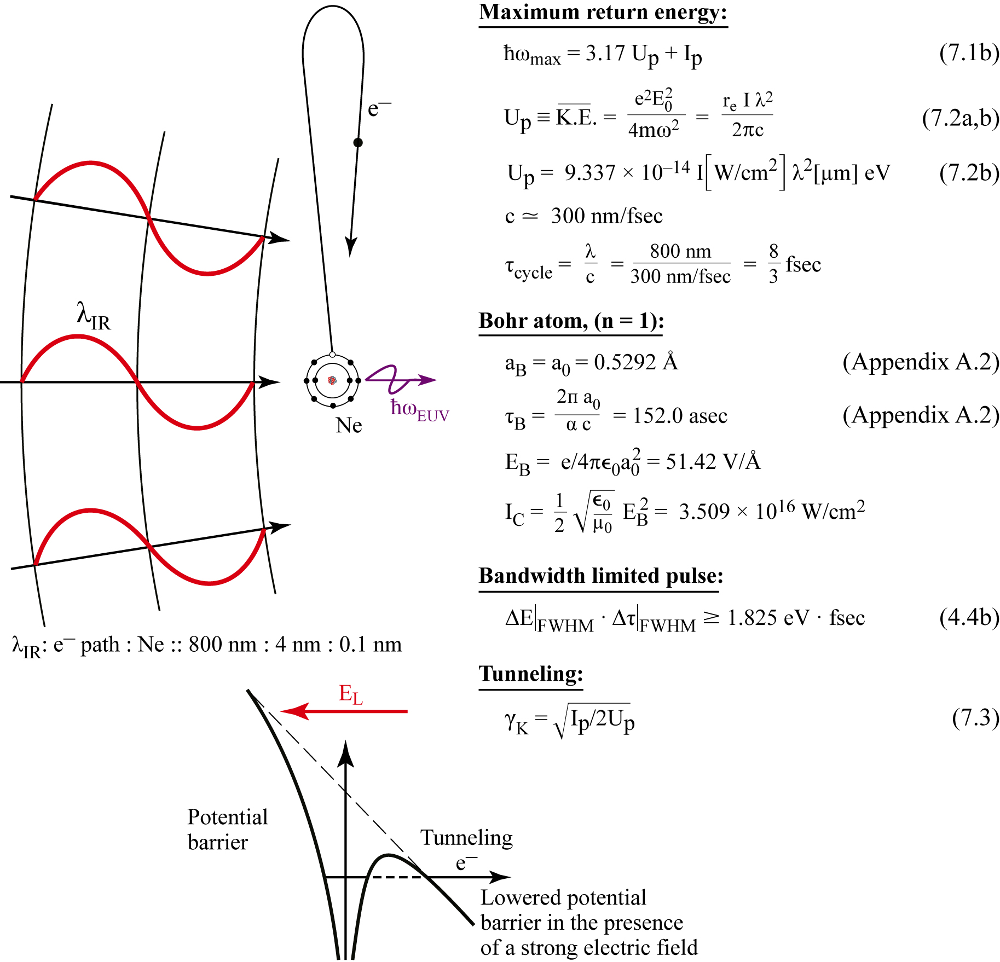 Maximum return energy:
ħω_max = 3.17 U_p + I_p (7.1b)
U_p ≡ \overline{K.E.} = e²E₀²/4mω² = r_e I λ²/2πc (7.2a,b)
U_p = 9.337 × 10⁻¹⁴ I[W/cm²] λ²[μm] eV (7.2b)
c ≃ 300 nm/fsec
τ_cycle = λ/c = 800 nm/300 nm/fsec = 8/3 fsec
Bohr atom, (n = 1):
a_B = a₀ = 0.5292 Å (Appendix A.2)
τ_B = 2π a₀/α c = 152.0 asec (Appendix A.2)
E_B = e/4πϵ₀a₀² = 51.42 V/Å
I_C = 1/2 √(ϵ₀/μ₀) E_B² = 3.509 × 10¹⁶ W/cm²
Bandwidth limited pulse:
ΔE|_FWHM · Δτ|_FWHM ≥ 1.825 eV · fsec (4.4b)
Tunneling:
γ_K = √(I_p/2U_p) (7.3)
e⁻
λ_IR
ħω_EUV
Ne
λ_IR: e⁻ path : Ne :: 800 nm : 4 nm : 0.1 nm
E_L
Potential
barrier
Tunneling
e⁻
Lowered potential
barrier in the presence
of a strong electric field